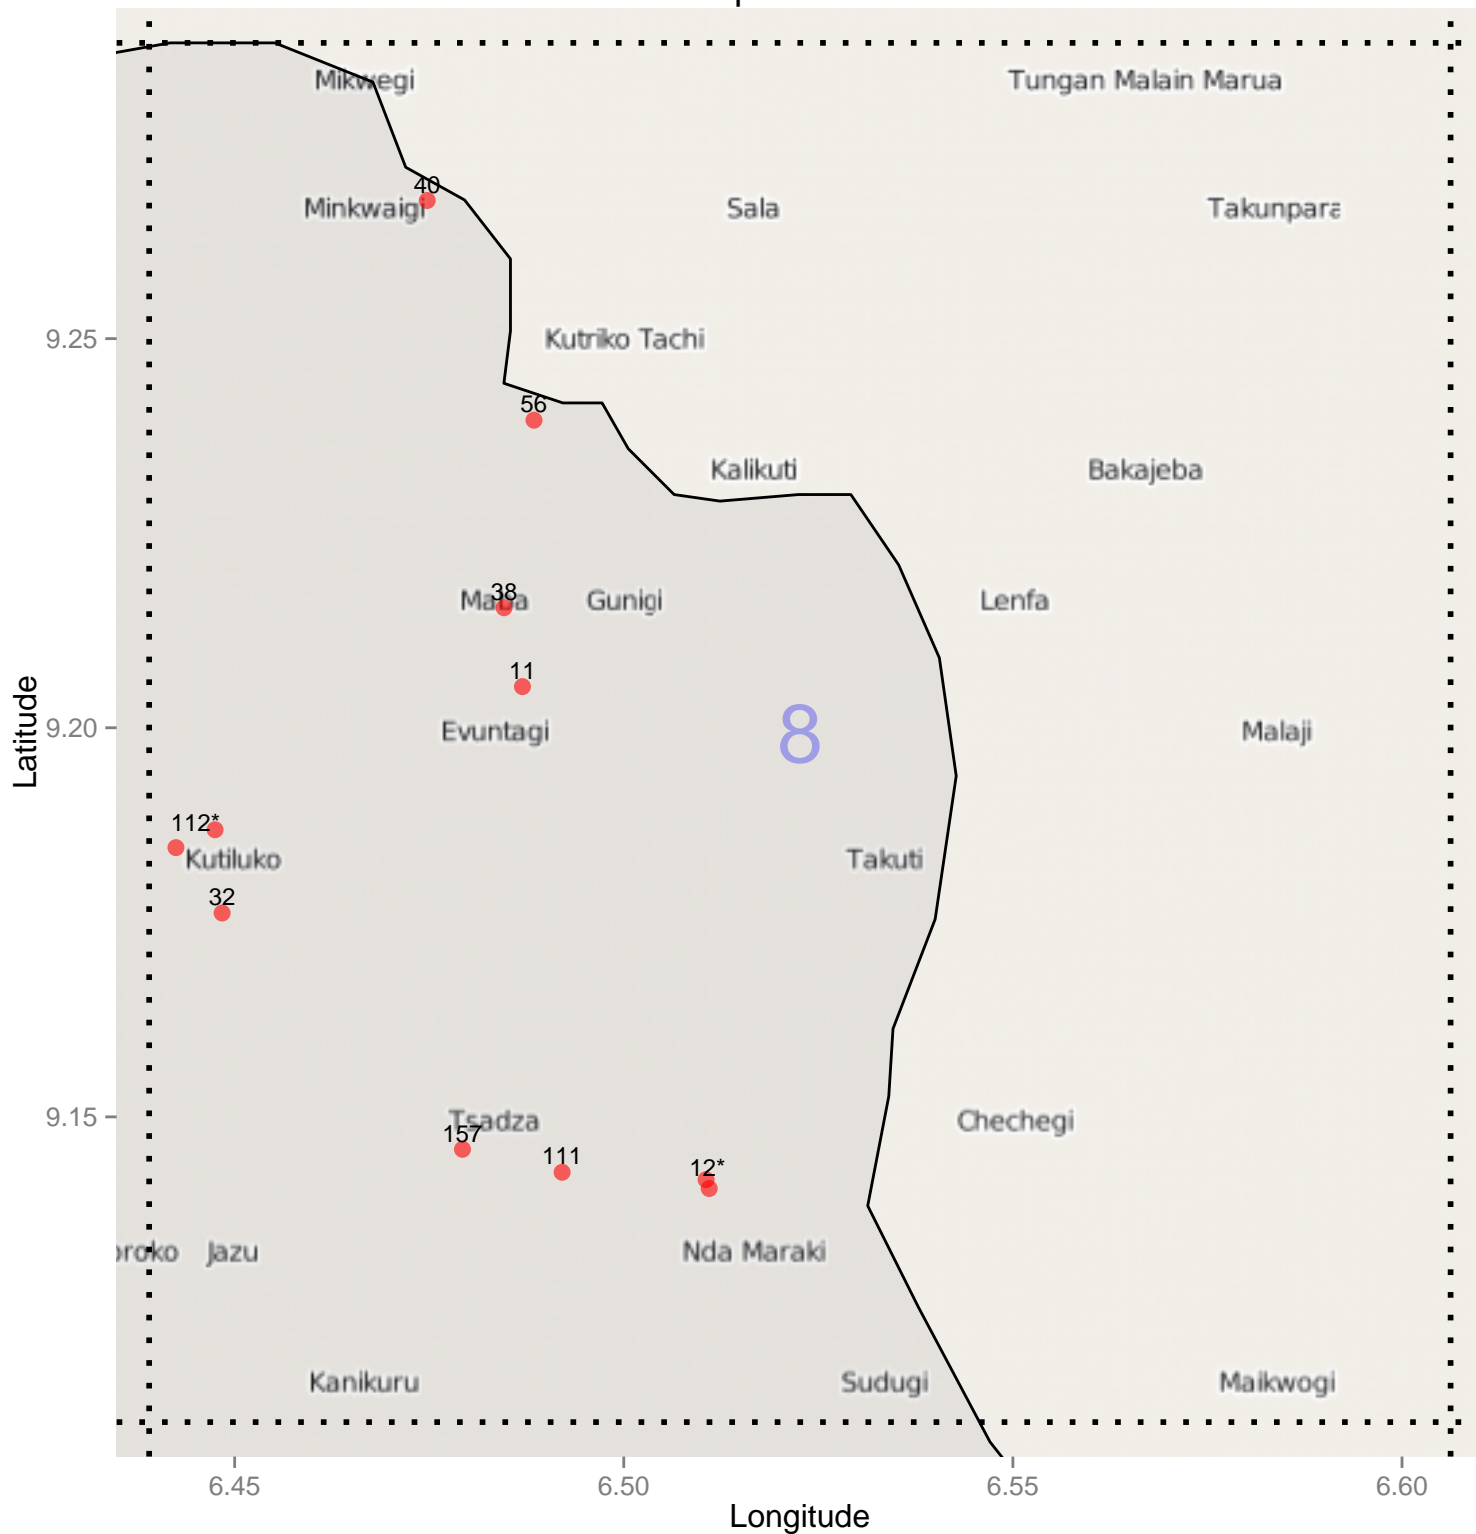 Mikwegi Tungan Malain Marua
40
Minkwaigi Sala Takunpara
9.25 Kutriko Tachi
56
Kalikuti Bakajeba
38
Gunigi Lenfa
11
Latitude
9.20 Evuntagi 8 Malaji
112*
Kutiluko Takuti
32
9.15 Tsadza Chechegi
157
111
12*
Jazu Nda Maraki
Kanikuru Sudugi Maikwogi
6.45 6.50 6.55 6.60
Longitude